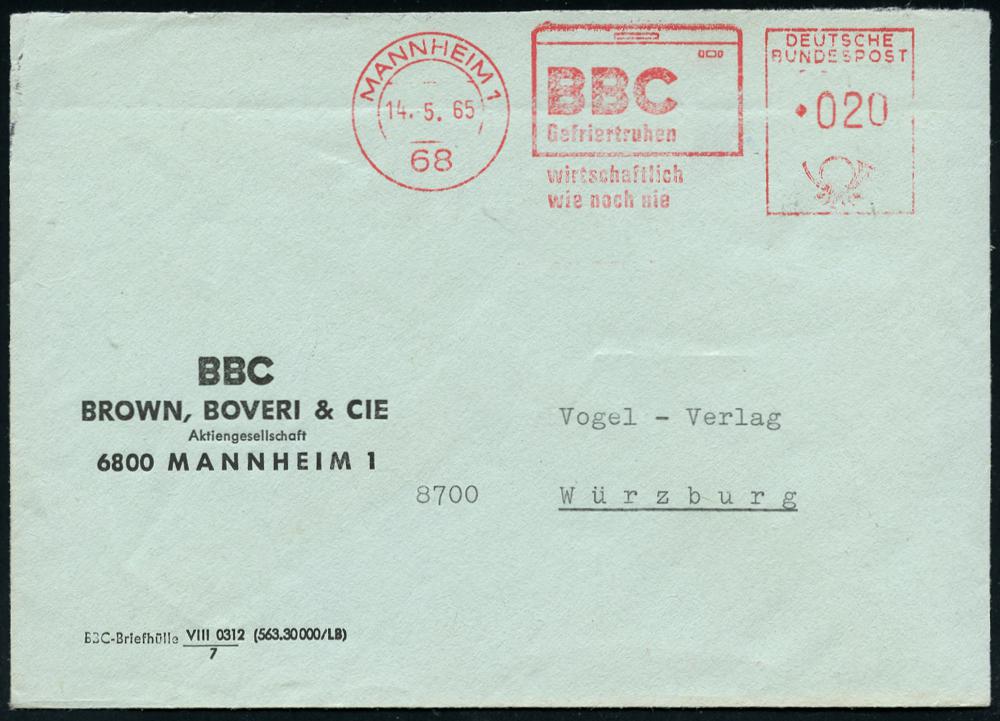 MANNHEIM 1
14.-5. 65
68
BBC
Gefriertruhen
wirtschaftlich
wie noch nie
DEUTSCHE
BUNDESPOST
020
BBC
BROWN, BOVERI & CIE
Aktiengesellschaft
6800 MANNHEIM 1
Vogel - Verlag
8700 Würzburg
BBC-Briefhülle VIII 0312 (563.30000/LB)
7